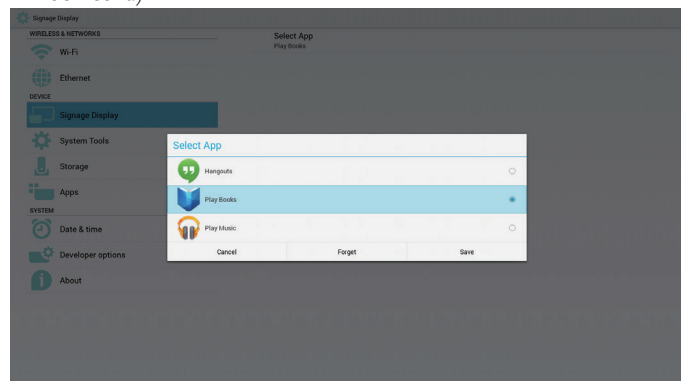 Signage Display
WIRELESS & NETWORKS
Wi-Fi
Ethernet
DEVICE
Signage Display
System Tools
Storage
Apps
SYSTEM
Date & time
Developer options
About
Select App
Play Books
Select App
Hangouts
Play Books
Play Music
Cancel
Forget
Save